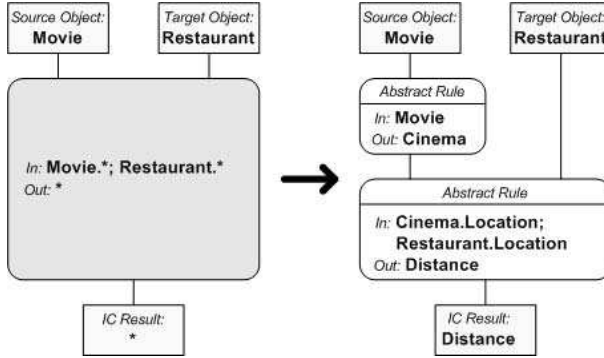 Source Object:
Movie
Target Object:
Restaurant
In: Movie.*; Restaurant.*
Out: *
IC Result:
*
Source Object:
Movie
Target Object:
Restaurant
Abstract Rule
In: Movie
Out: Cinema
Abstract Rule
In: Cinema.Location;
Restaurant.Location
Out: Distance
IC Result:
Distance